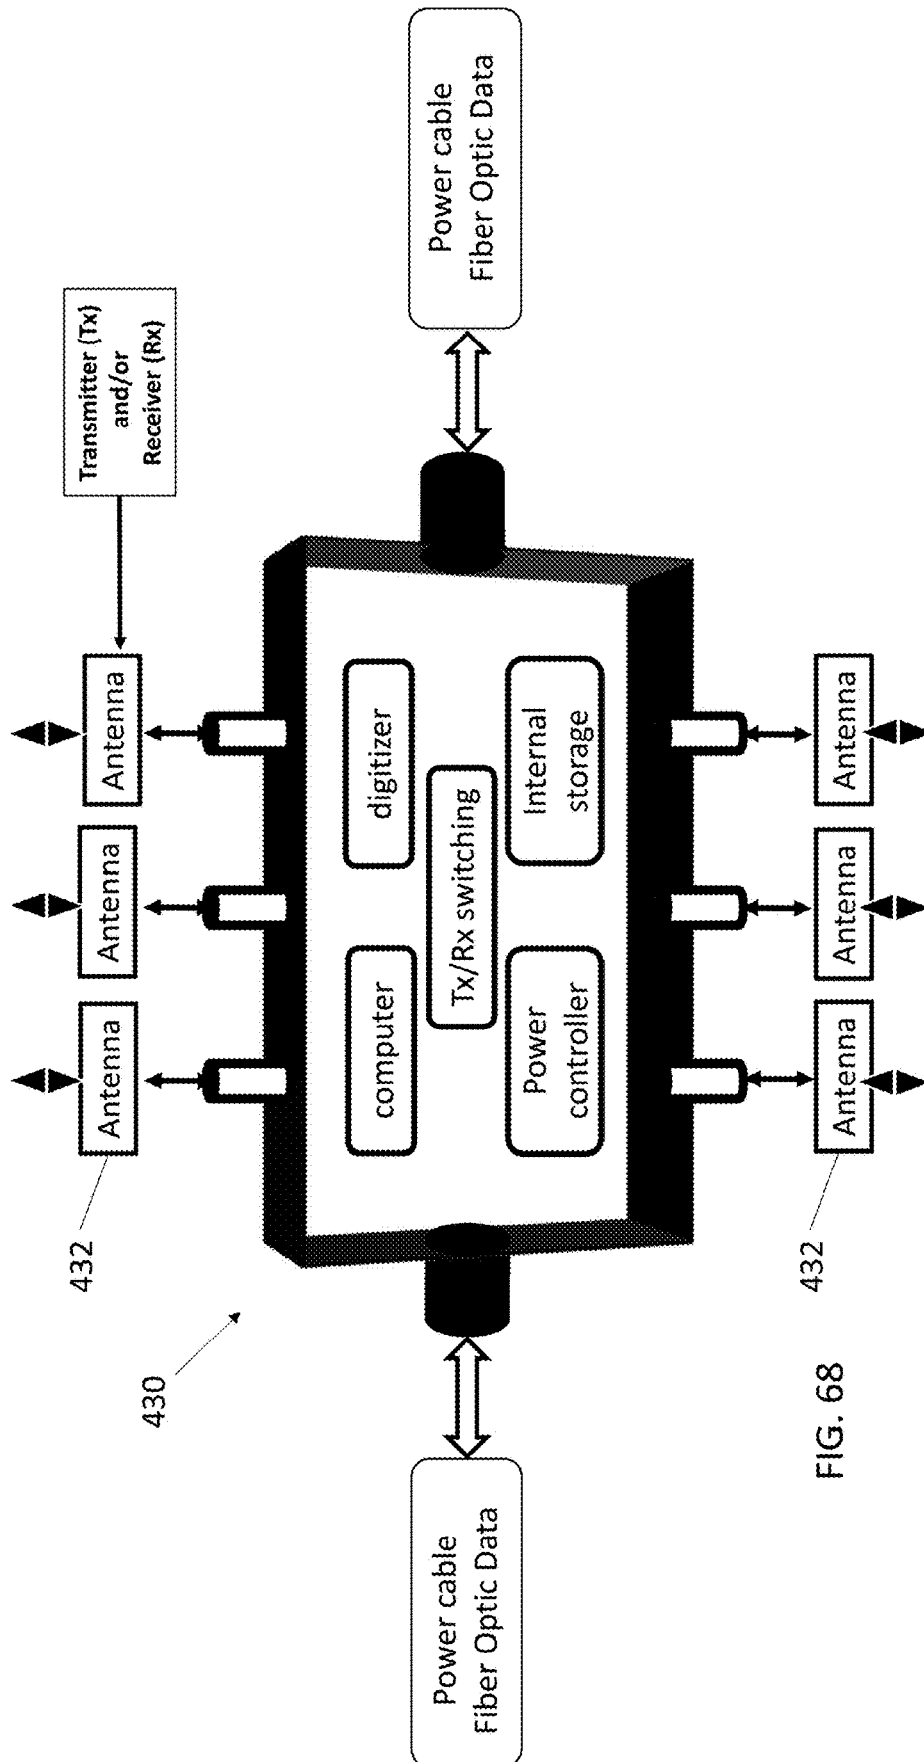 432
Antenna
Antenna
Antenna
Transmitter (Tx)
and/or
Receiver (Rx)
430
Power cable
Fiber Optic Data
computer
digitizer
Tx/Rx switching
Power
controller
Internal
storage
Power cable
Fiber Optic Data
432
Antenna
Antenna
Antenna
FIG. 68